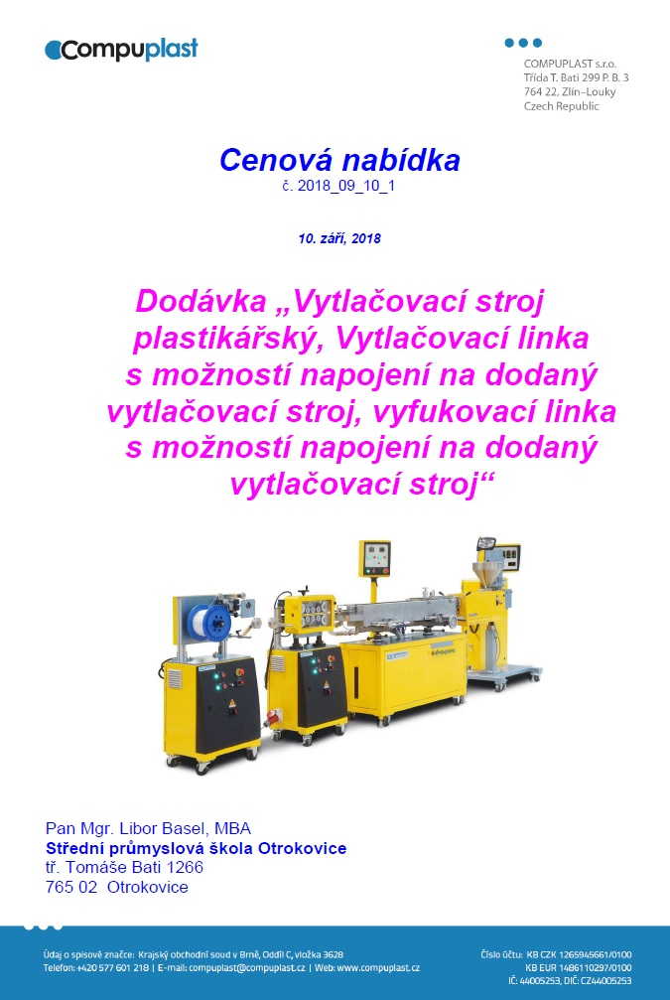 Compuplast
COMPUPLAST s.r.o.
Třída T. Bati 299 P. B. 3
764 22, Zlín–Louky
Czech Republic
Cenová nabídka
č. 2018_09_10_1
10. září, 2018
Dodávka „Vytlačovací stroj
plastikářský, Vytlačovací linka
s možností napojení na dodaný
vytlačovací stroj, vyfukovací linka
s možností napojení na dodaný
vytlačovací stroj“
Pan Mgr. Libor Basel, MBA
Střední průmyslová škola Otrokovice
tř. Tomáše Bati 1266
765 02 Otrokovice
Údaj o spisové značce: Krajský obchodní soud v Brně, Oddíl C, vložka 3628
Telefon: +420 577 601 218 | E-mail: compuplast@compuplast.cz | Web: www.compuplast.cz
Číslo účtu: KB CZK 1265945661/0100
KB EUR 1486110297/0100
IČ: 44005253, DIČ: CZ44005253